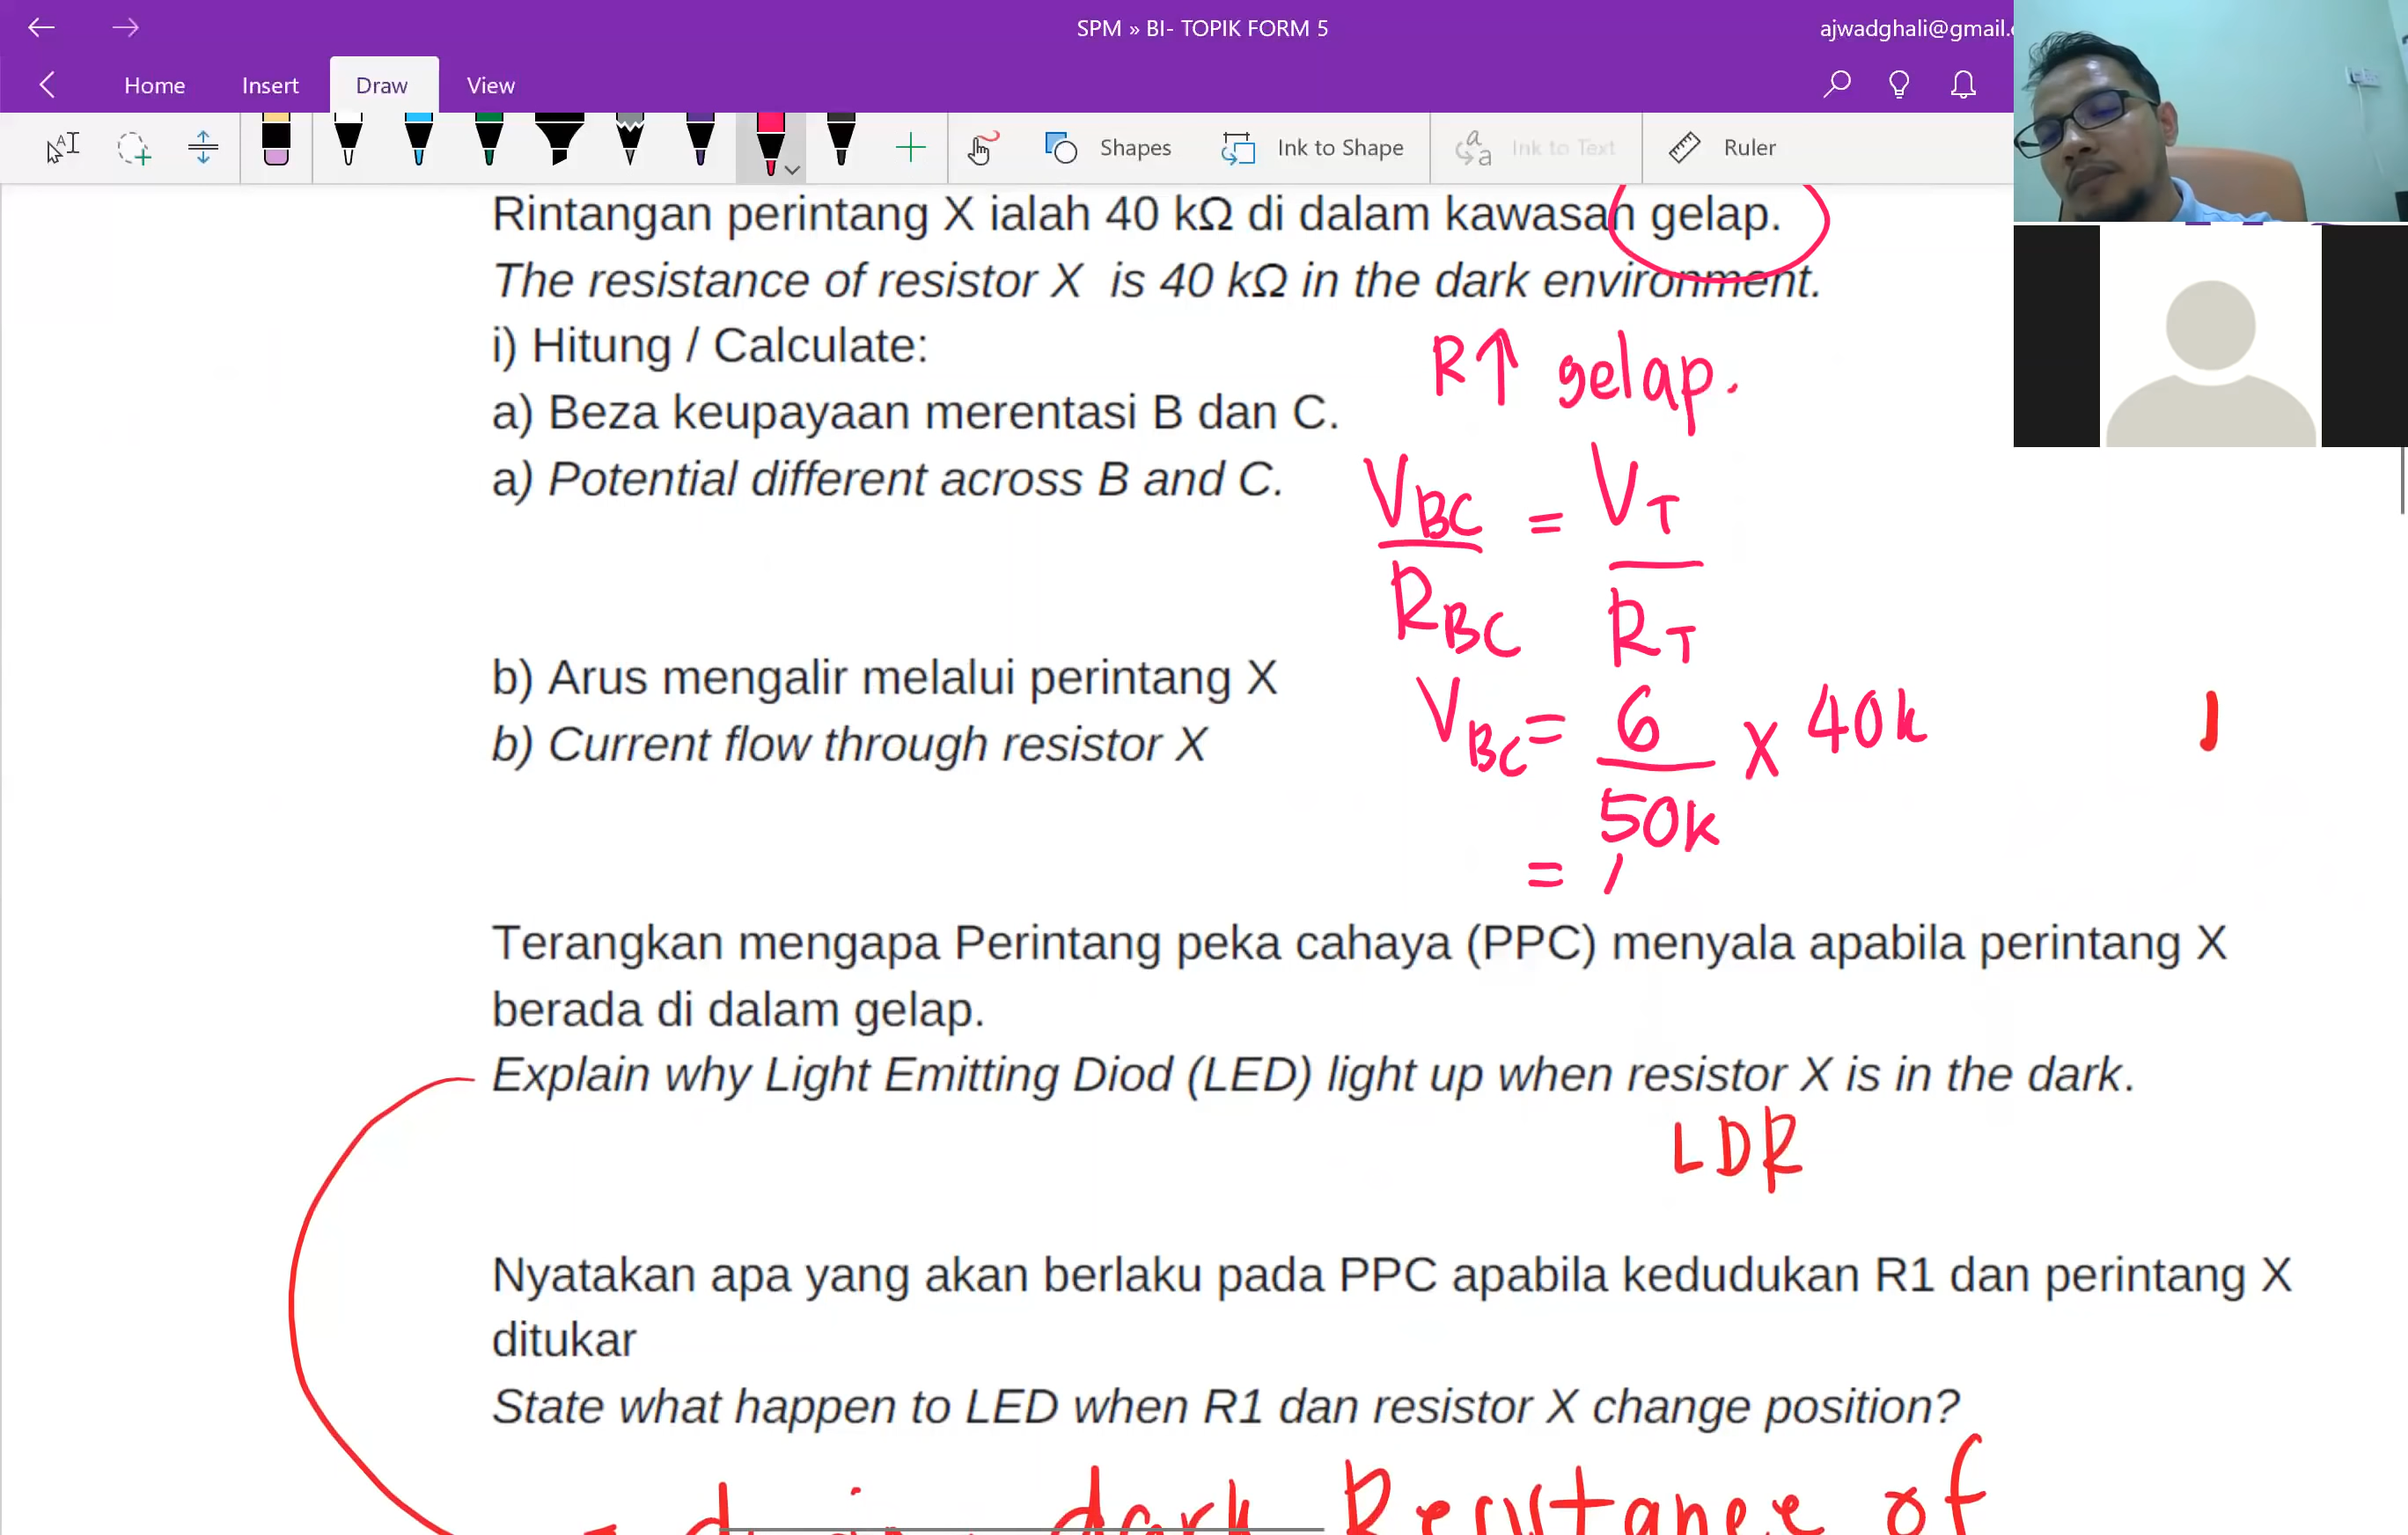 SPM » BI- TOPIK FORM 5
ajwadghali@gmail.
Home Insert Draw View
Shapes Ink to Shape Ink to Text Ruler
Rintangan perintang X ialah 40 kΩ di dalam kawasan gelap.
The resistance of resistor X is 40 kΩ in the dark environment.
i) Hitung / Calculate:
R↑ gelap.
a) Beza keupayaan merentasi B dan C.
a) Potential different across B and C.
V_BC / R_BC = V_T / R_T
b) Arus mengalir melalui perintang X
b) Current flow through resistor X
V_BC = 6 / 50k x 40k
=
Terangkan mengapa Perintang peka cahaya (PPC) menyala apabila perintang X
berada di dalam gelap.
Explain why Light Emitting Diod (LED) light up when resistor X is in the dark.
LDR
Nyatakan apa yang akan berlaku pada PPC apabila kedudukan R1 dan perintang X
ditukar
State what happen to LED when R1 dan resistor X change position?
dark Resistance of